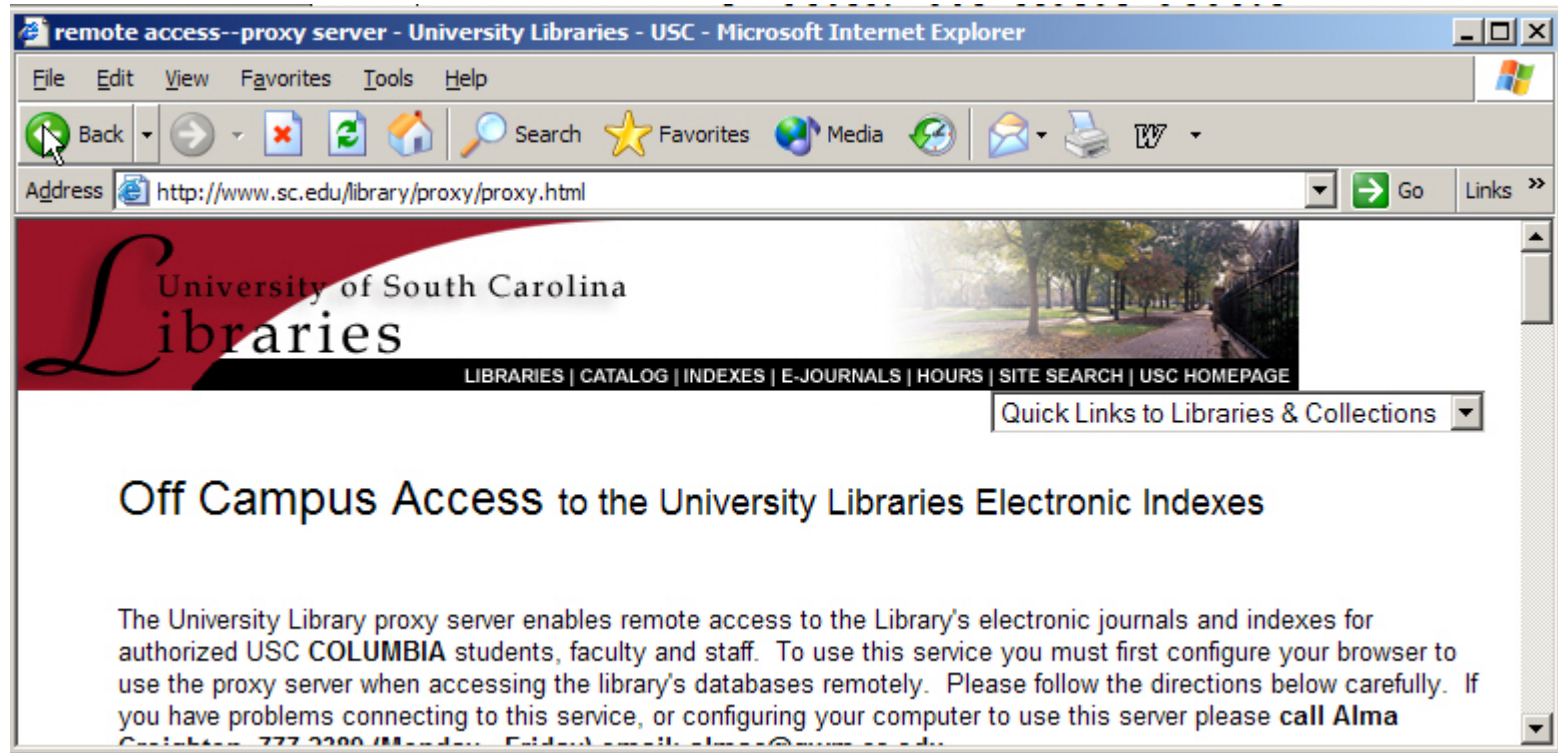 remote access--proxy server - University Libraries - USC - Microsoft Internet Explorer
File Edit View Favorites Tools Help
Back Search Favorites Media
Address http://www.sc.edu/library/proxy/proxy.html Go Links »
University of South Carolina
Libraries
LIBRARIES | CATALOG | INDEXES | E-JOURNALS | HOURS | SITE SEARCH | USC HOMEPAGE
Quick Links to Libraries & Collections
Off Campus Access to the University Libraries Electronic Indexes
The University Library proxy server enables remote access to the Library's electronic journals and indexes for
authorized USC COLUMBIA students, faculty and staff. To use this service you must first configure your browser to
use the proxy server when accessing the library's databases remotely. Please follow the directions below carefully. If
you have problems connecting to this service, or configuring your computer to use this server please call Alma